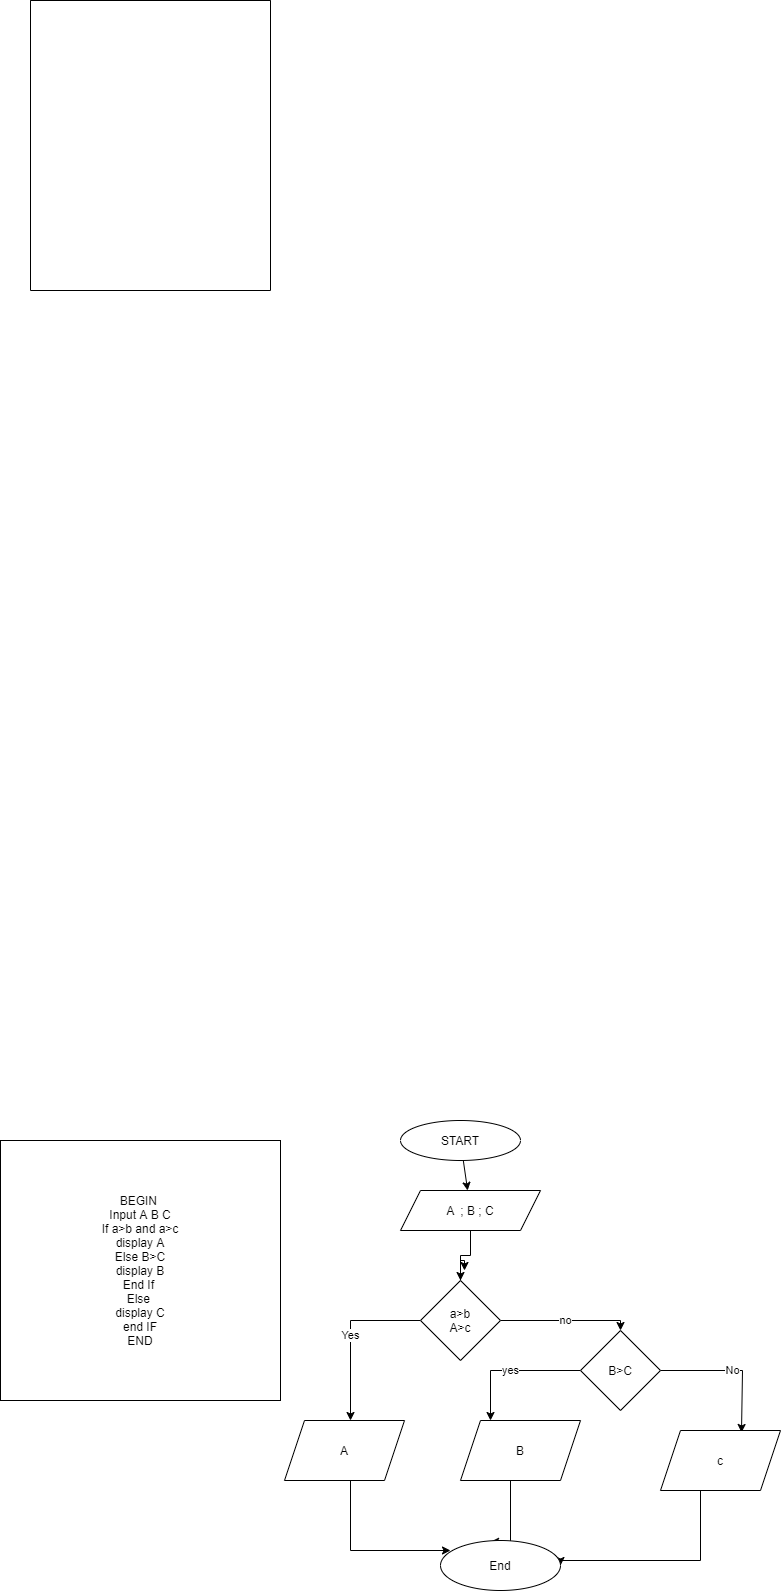 BEGIN
Input A B C
If a>b and a>c
display A
Else B>C
display B
End If
Else
display C
end IF
END
START
A ; B ; C
a>b
A>c
Yes
no
B>C
yes
No
A
B
c
End